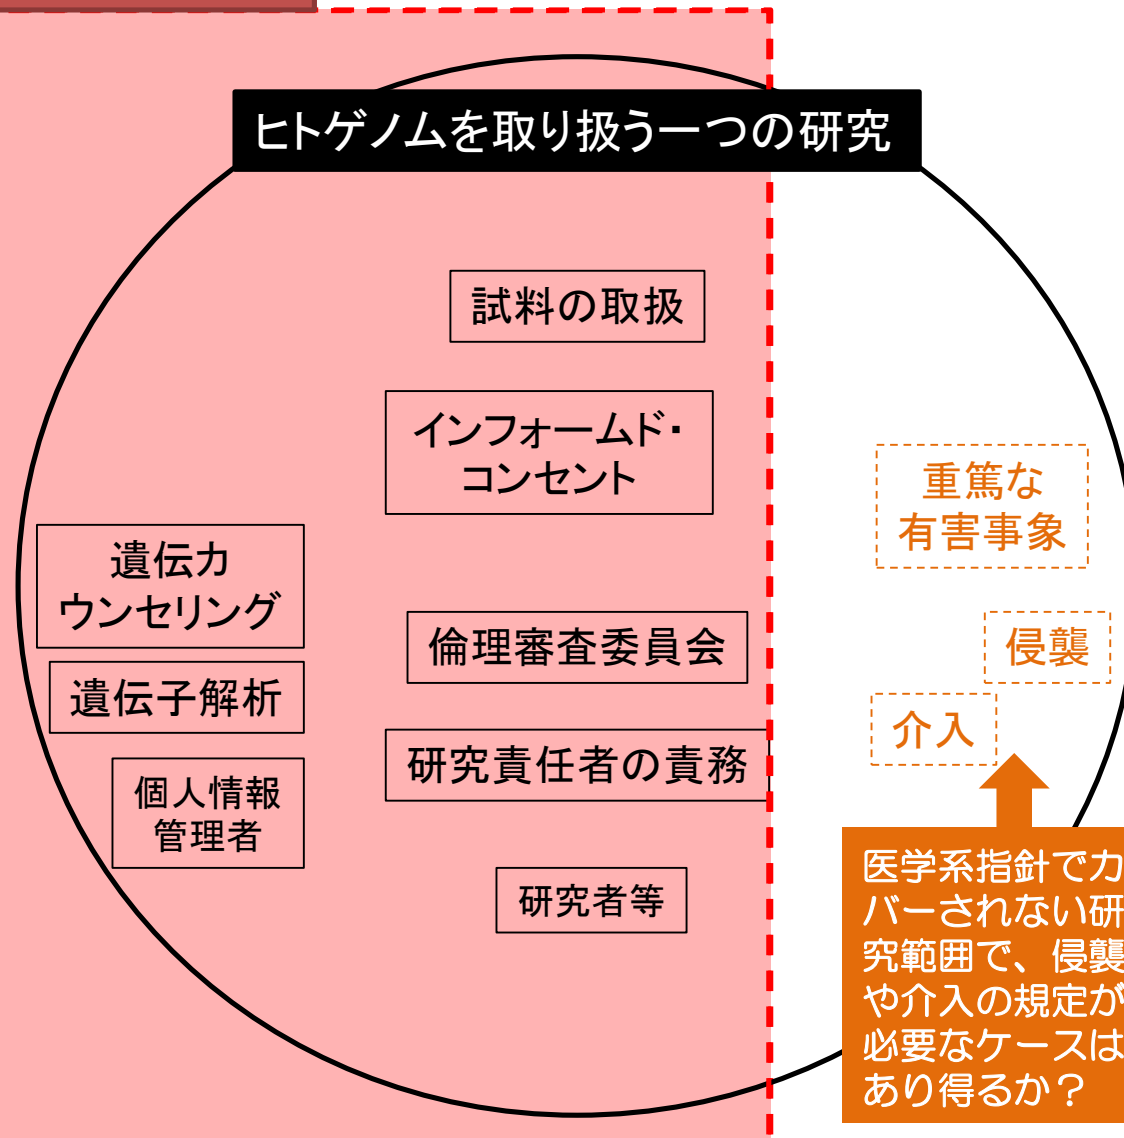 ヒトゲノムを取り扱う一つの研究
試料の取扱
インフォームド・
コンセント
重篤な
有害事象
遺伝カ
ウンセリング
倫理審査委員会
侵襲
遺伝子解析
介入
研究責任者の責務
個人情報
管理者
研究者等
医学系指針でカ
バーされない研
究範囲で、侵襲
や介入の規定が
必要なケースは
あり得るか？